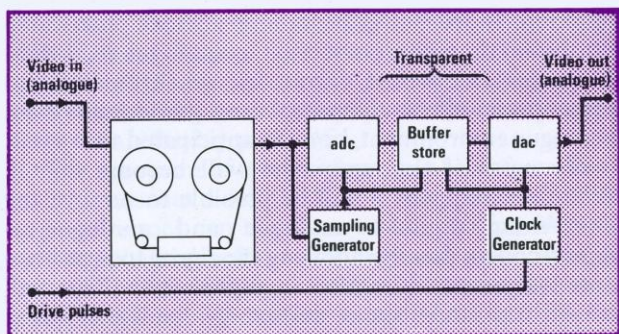 Transparent
Video in
(analogue)
Video out
(analogue)
adc
Buffer
store
dac
Sampling
Generator
Clock
Generator
Drive pulses